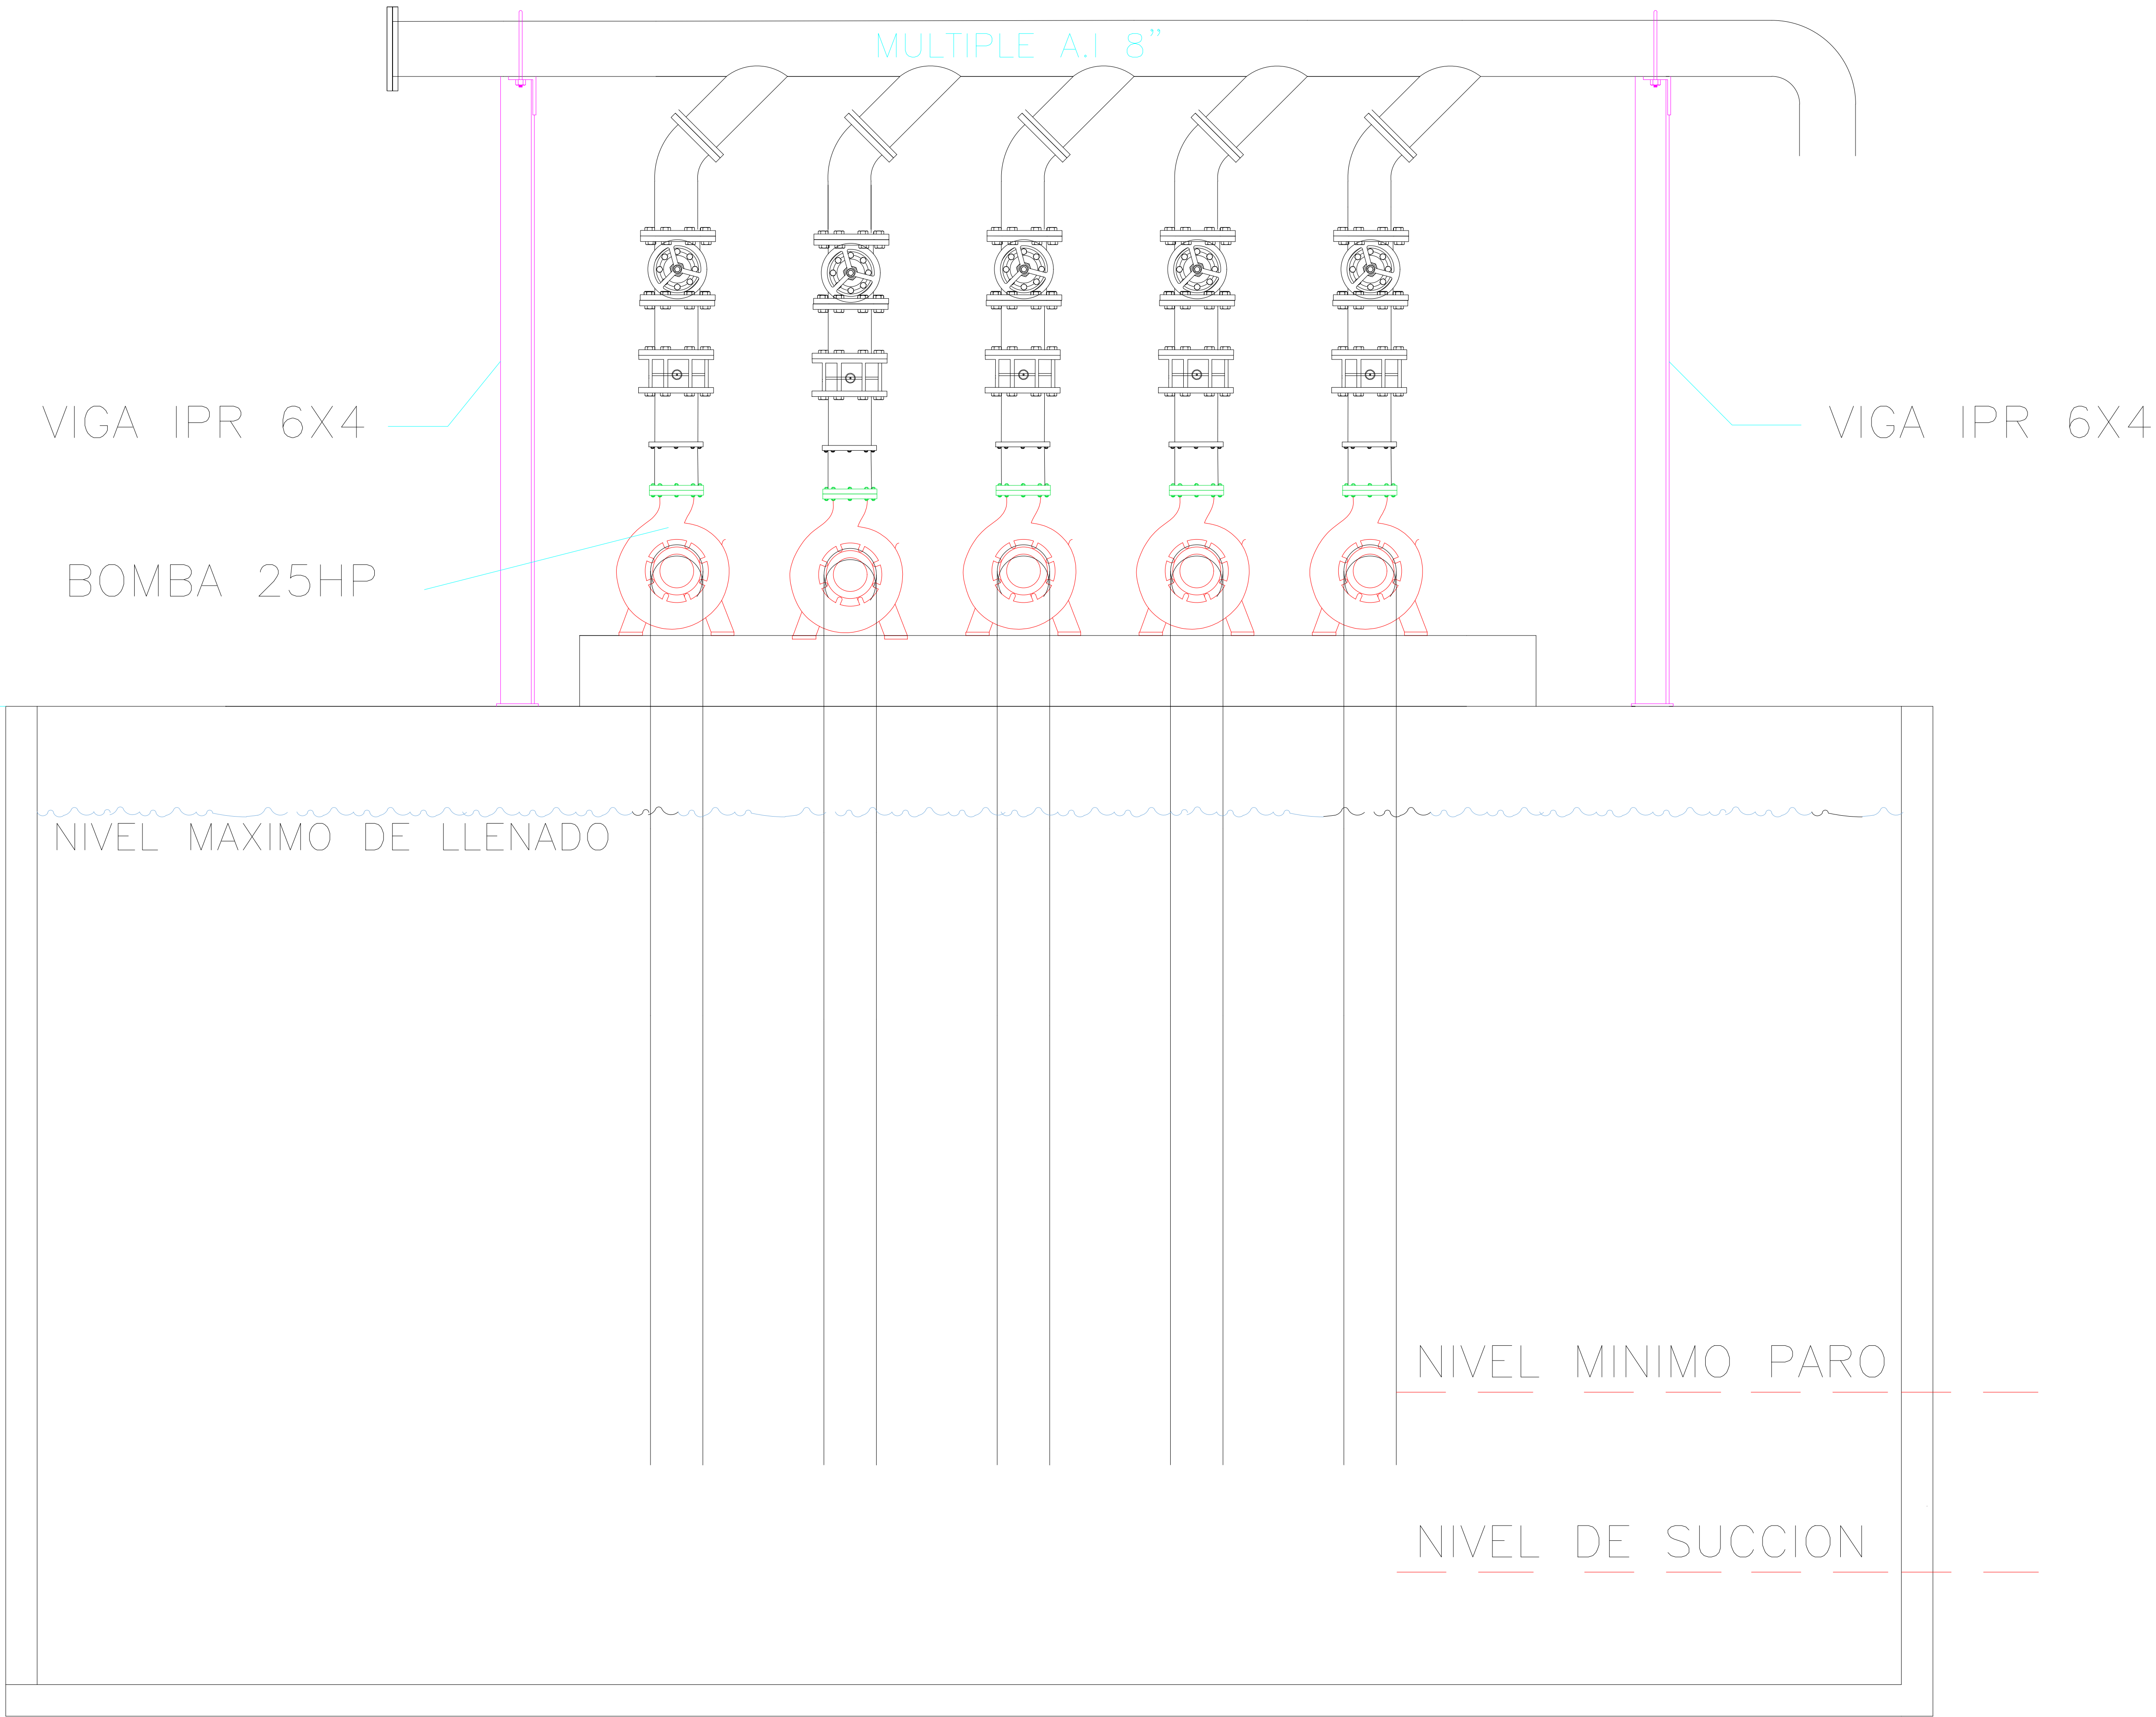 MULTIPLE A.I 8"
VIGA IPR 6X4
VIGA IPR 6X4
BOMBA 25HP
NIVEL MAXIMO DE LLENADO
NIVEL MINIMO PARO
NIVEL DE SUCCION